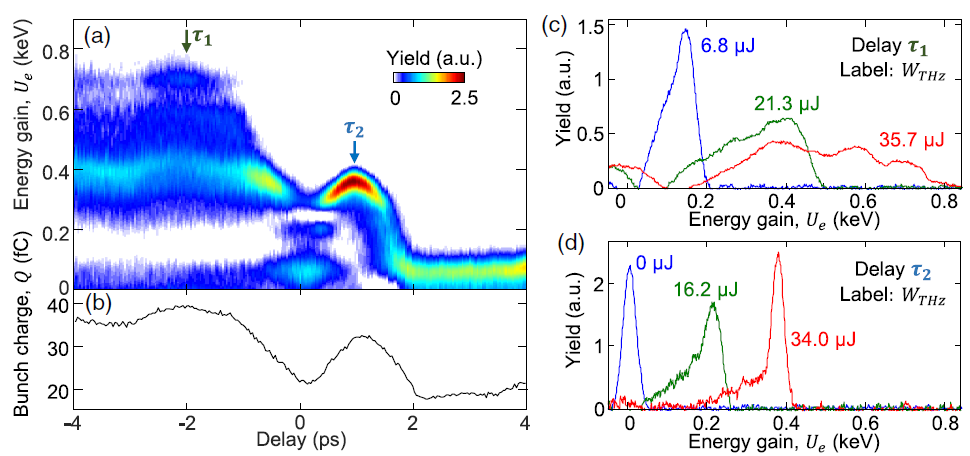 (a)
τ1
Yield (a.u.)
0 2.5
τ2
Energy gain, Ue (keV)
0.8
0.6
0.4
0.2
0
(b)
Bunch charge, Q (fC)
40
30
20
−4 −2 0 2 4
Delay (ps)
(c)
6.8 µJ
Delay τ1
Label: WTHz
21.3 µJ
35.7 µJ
Yield (a.u.)
1.5
1
0.5
0
0 0.2 0.4 0.6 0.8
Energy gain, Ue (keV)
(d)
0 µJ
Delay τ2
Label: WTHz
16.2 µJ
34.0 µJ
Yield (a.u.)
2
1
0
0 0.2 0.4 0.6 0.8
Energy gain, Ue (keV)